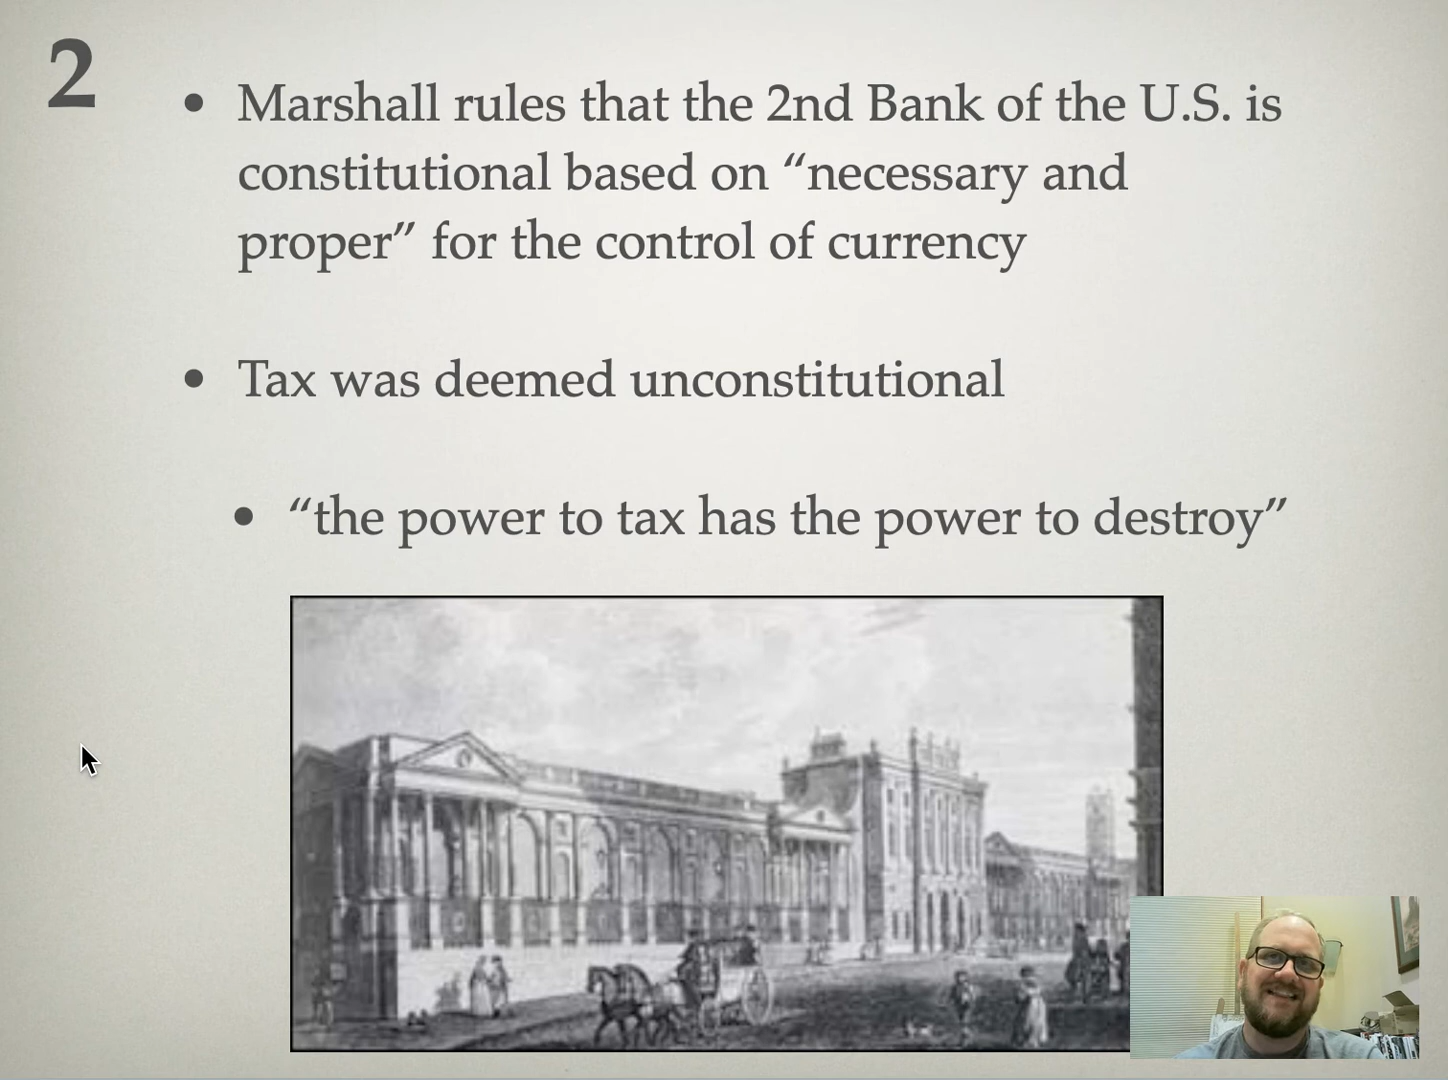 2
• Marshall rules that the 2nd Bank of the U.S. is
constitutional based on “necessary and
proper” for the control of currency
• Tax was deemed unconstitutional
• “the power to tax has the power to destroy”